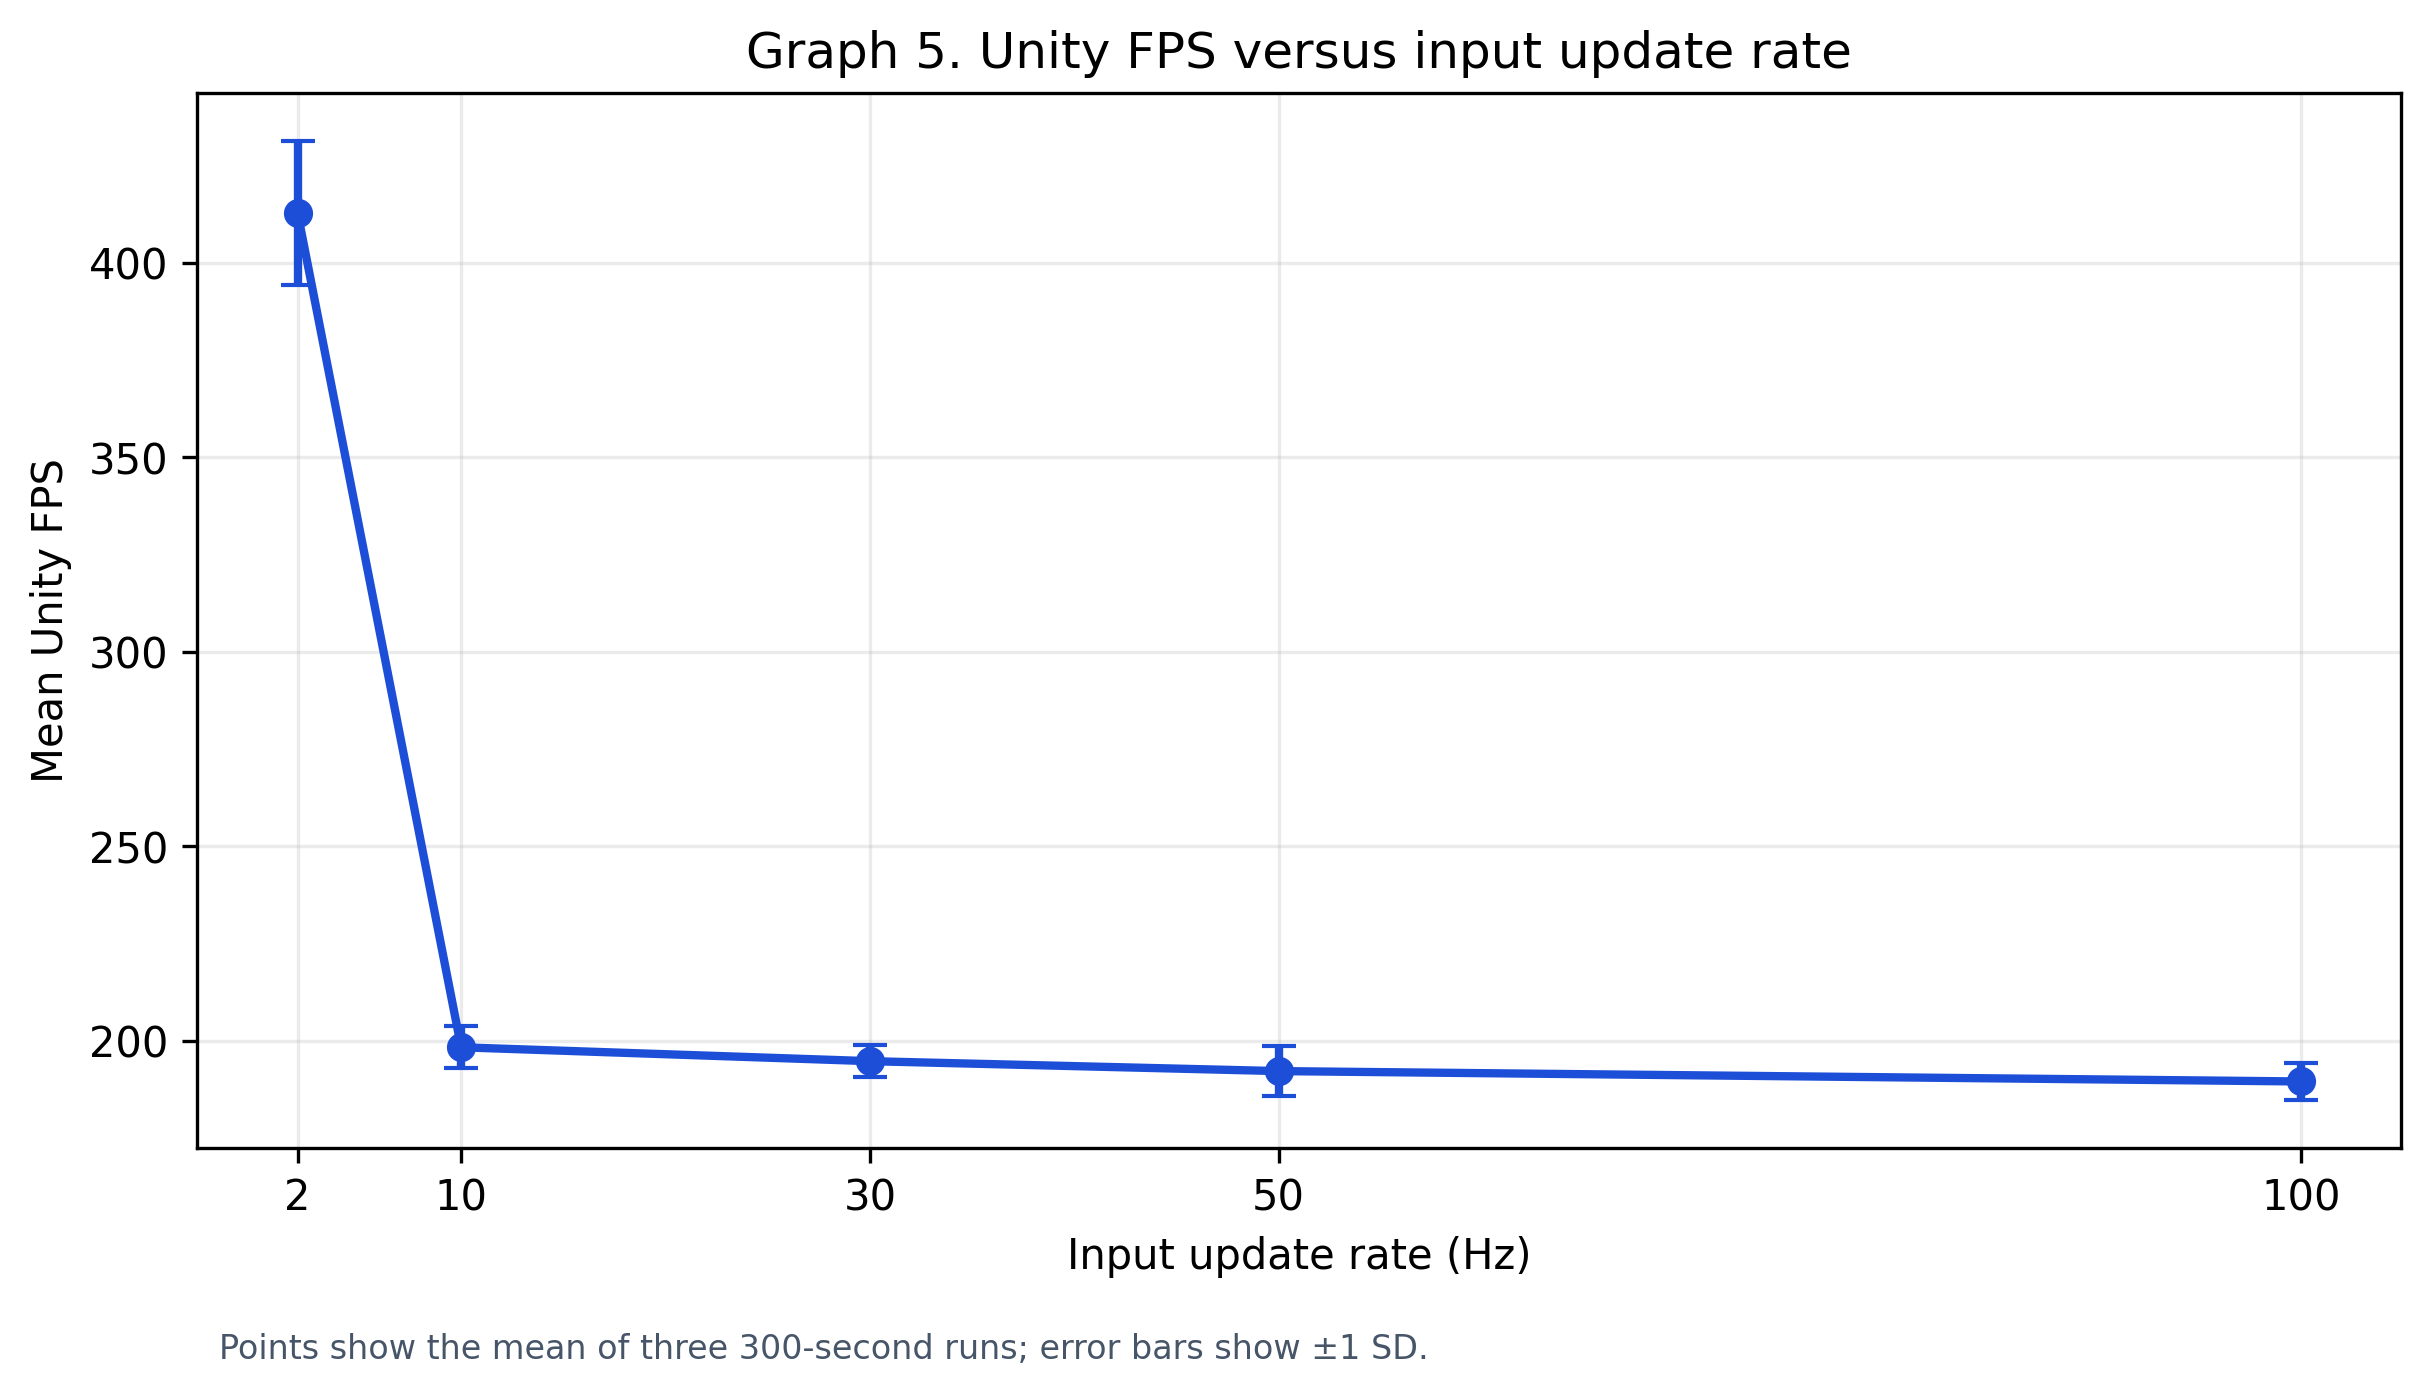 Graph 5. Unity FPS versus input update rate
Mean Unity FPS
400
350
300
250
200
2 10 30 50 100
Input update rate (Hz)
Points show the mean of three 300-second runs; error bars show ±1 SD.